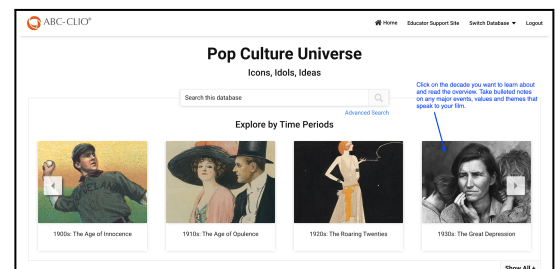 ABC-CLIO®
Home Educator Support Site Switch Database Logout
Pop Culture Universe
Icons, Idols, Ideas
Click on the decade you want to learn about
and read the overview. Take bulleted notes
on any major events, values and themes that
speak to your film.
Search this database
Advanced Search
Explore by Time Periods
CLEVELAND
1900s: The Age of Innocence
1910s: The Age of Opulence
1920s: The Roaring Twenties
1930s: The Great Depression
Show All +